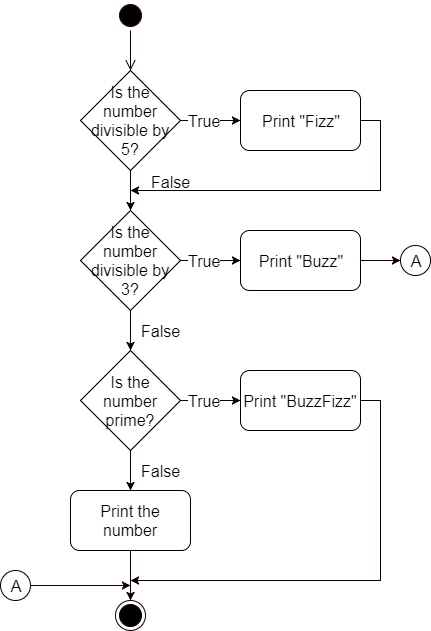 Is the
number
divisible by
5?
True
Print "Fizz"
False
Is the
number
divisible by
3?
True
Print "Buzz"
A
False
Is the
number
prime?
True
Print "BuzzFizz"
False
Print the
number
A